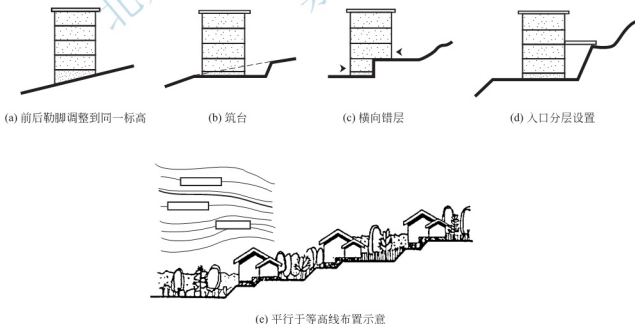 (a) 前后勒脚调整到同一标高
(b) 筑台
(c) 横向错层
(d) 入口分层设置
(e) 平行于等高线布置示意